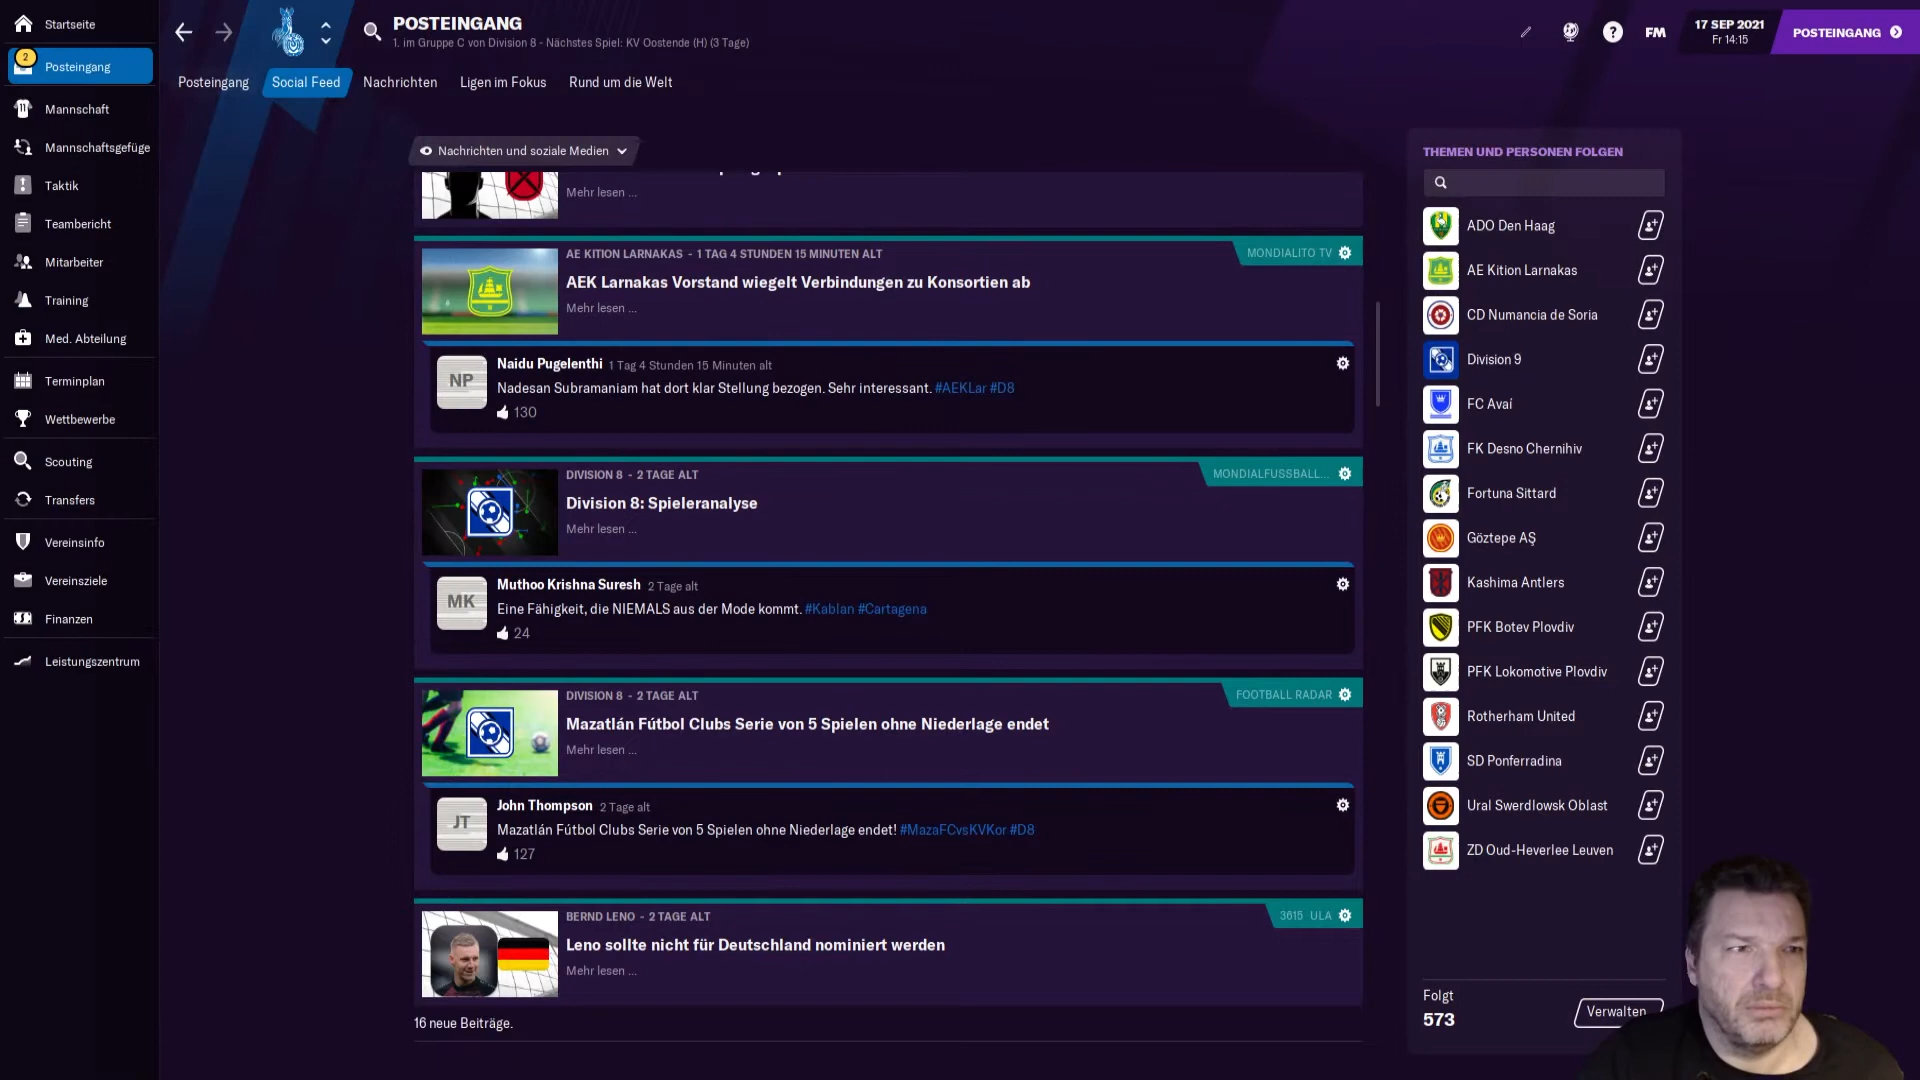 Startseite
2
Posteingang
Mannschaft
Mannschaftsgefüge
Taktik
Teambericht
Mitarbeiter
Training
Med. Abteilung
Terminplan
Wettbewerbe
Scouting
Transfers
Vereinsinfo
Vereinsziele
Finanzen
Leistungszentrum
POSTEINGANG
1. im Gruppe C von Division 8 - Nächstes Spiel: KV Oostende (H) (3 Tage)
FM
17 SEP 2021
Fr 14:15
POSTEINGANG
Posteingang
Social Feed
Nachrichten
Ligen im Fokus
Rund um die Welt
Nachrichten und soziale Medien
Mehr lesen ...
AE KITION LARNAKAS - 1 TAG 4 STUNDEN 15 MINUTEN ALT
MONDIALITO TV
AEK Larnakas Vorstand wiegelt Verbindungen zu Konsortien ab
Mehr lesen ...
NP
Naidu Pugelenthi 1 Tag 4 Stunden 15 Minuten alt
Nadesan Subramaniam hat dort klar Stellung bezogen. Sehr interessant. #AEKLar #D8
130
DIVISION 8 - 2 TAGE ALT
MONDIALFUSSBALL...
Division 8: Spieleranalyse
Mehr lesen ...
MK
Muthoo Krishna Suresh 2 Tage alt
Eine Fähigkeit, die NIEMALS aus der Mode kommt. #Kablan #Cartagena
24
DIVISION 8 - 2 TAGE ALT
FOOTBALL RADAR
Mazatlán Fútbol Clubs Serie von 5 Spielen ohne Niederlage endet
Mehr lesen ...
JT
John Thompson 2 Tage alt
Mazatlán Fútbol Clubs Serie von 5 Spielen ohne Niederlage endet! #MazaFCvsKVKor #D8
127
BERND LENO - 2 TAGE ALT
3615 ULA
Leno sollte nicht für Deutschland nominiert werden
Mehr lesen ...
16 neue Beiträge.
THEMEN UND PERSONEN FOLGEN
ADO Den Haag
AE Kition Larnakas
CD Numancia de Soria
Division 9
FC Avaí
FK Desno Chernihiv
Fortuna Sittard
Göztepe AŞ
Kashima Antlers
PFK Botev Plovdiv
PFK Lokomotive Plovdiv
Rotherham United
SD Ponferradina
Ural Swerdlowsk Oblast
ZD Oud-Heverlee Leuven
Folgt
573
Verwalten